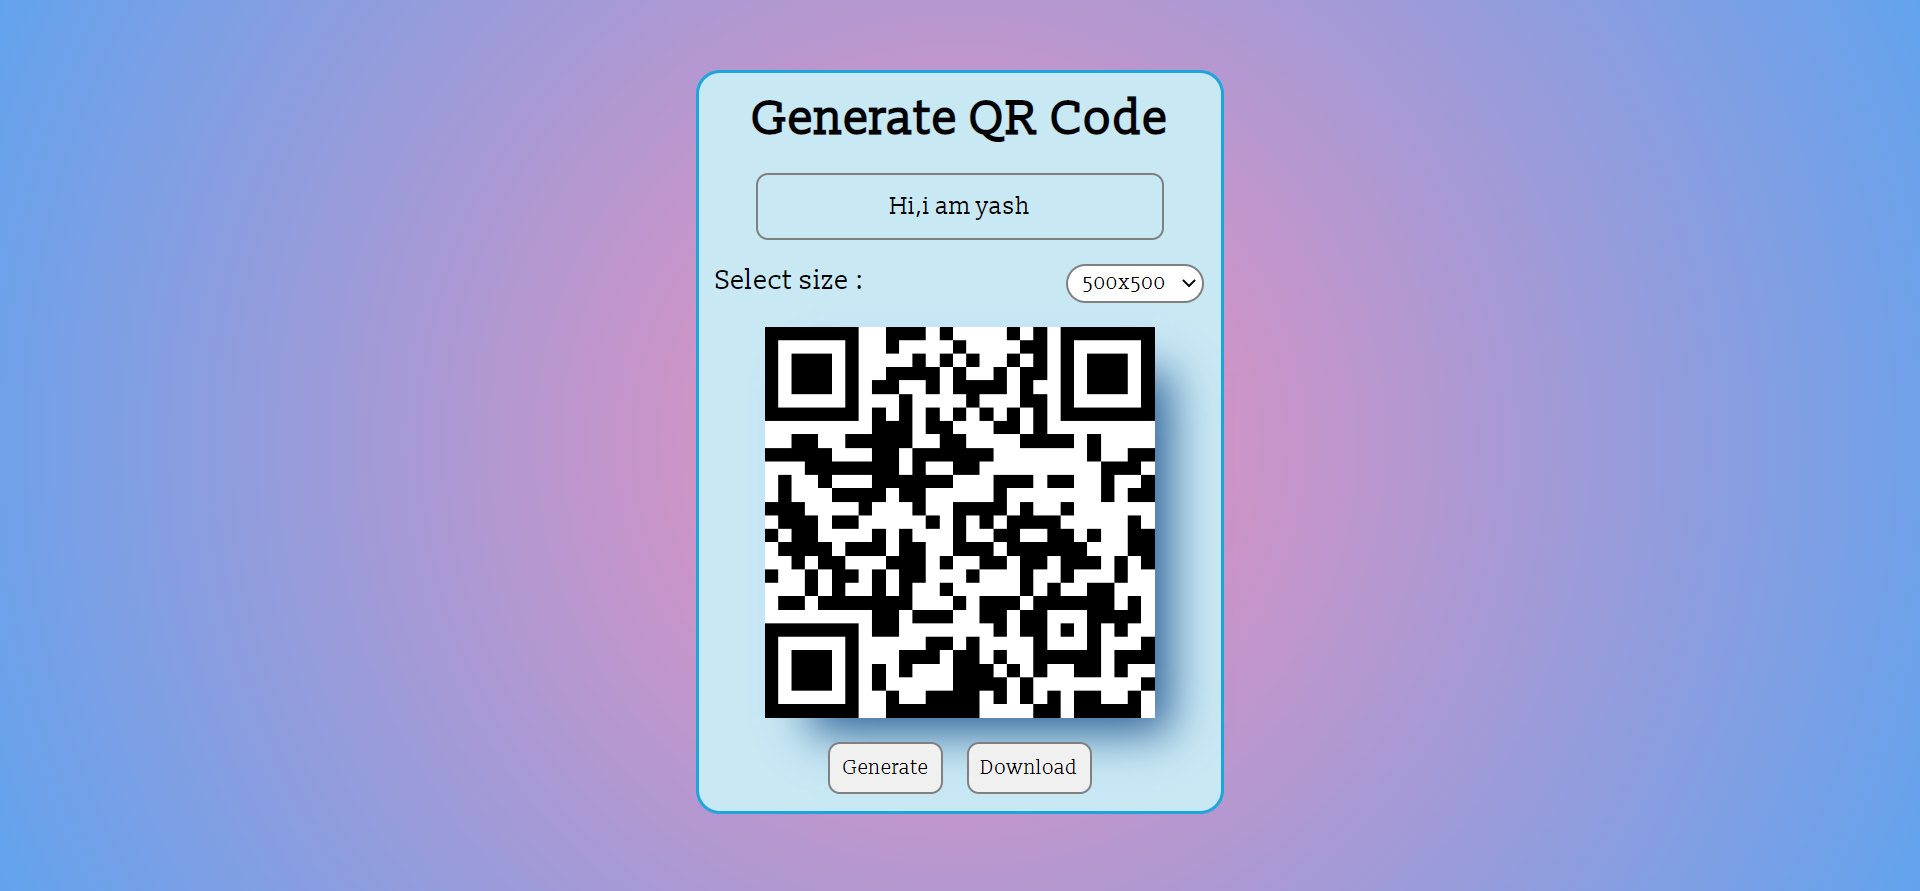 Generate QR Code
Hi,i am yash
Select size :
500x500
Generate
Download